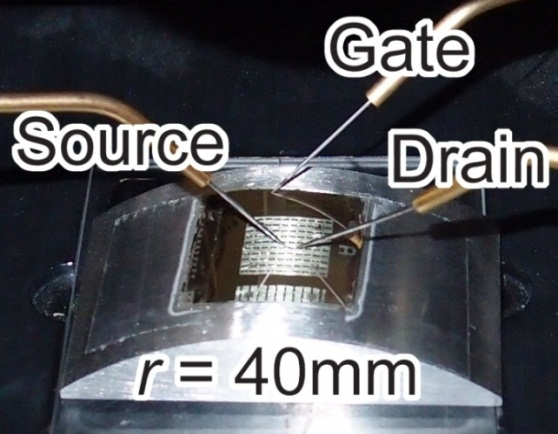 Gate
Source
Drain
r = 40mm